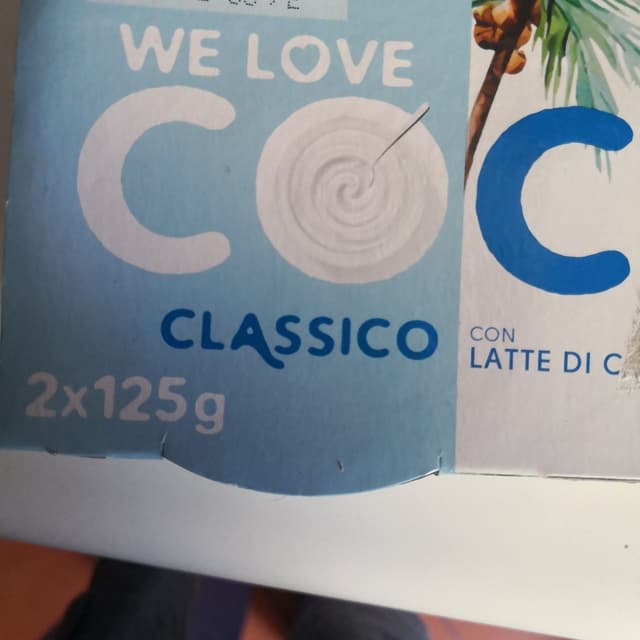 WE LOVE
CO C
CLASSICO
CON
LATTE DI
2x125g